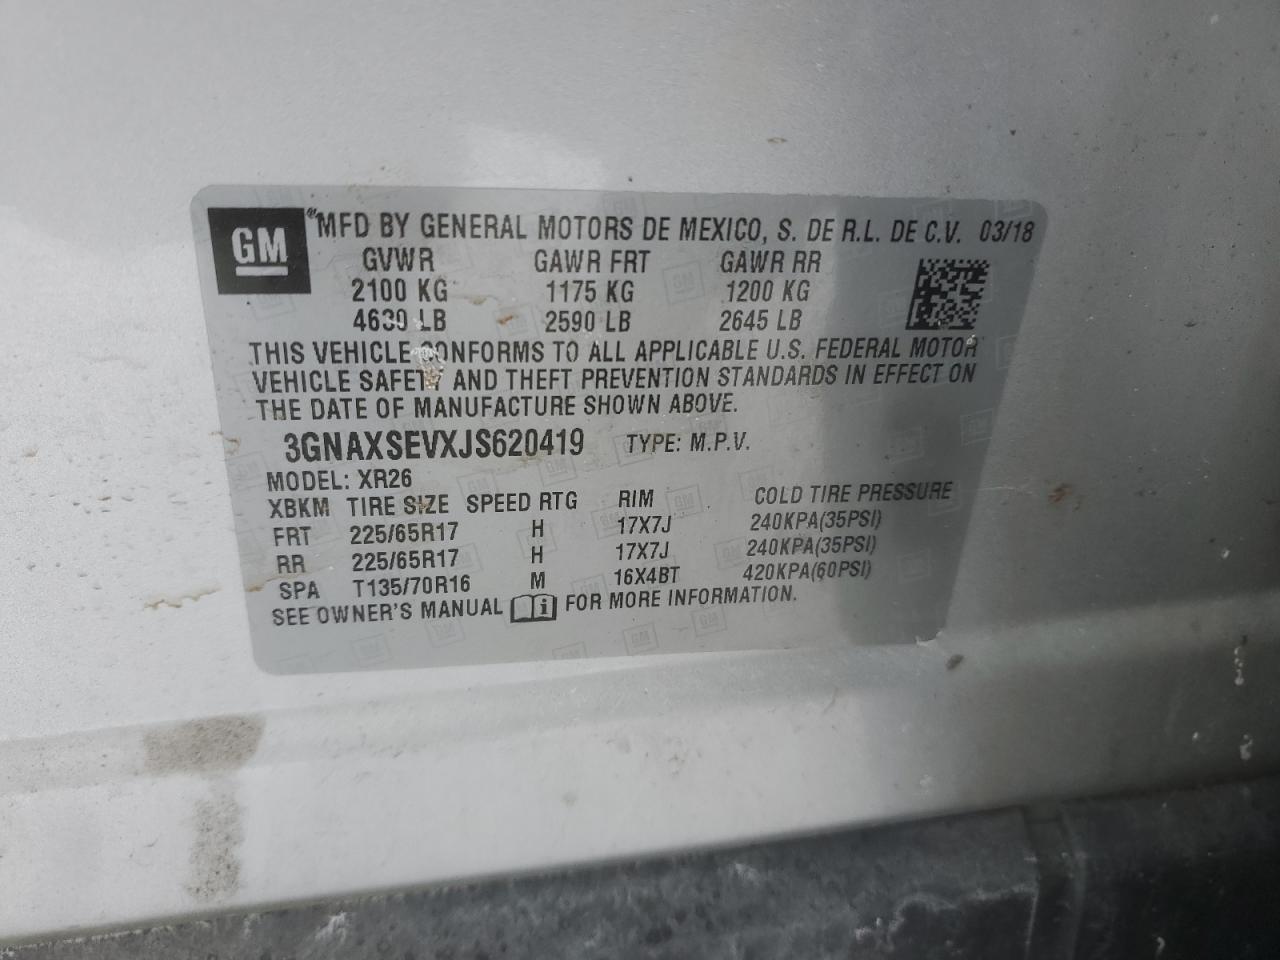 GM ®MFD BY GENERAL MOTORS DE MEXICO, S. DE R.L. DE C.V. 03/18
GVWR GAWR FRT GAWR RR
2100 KG 1175 KG 1200 KG
4630 LB 2590 LB 2645 LB
THIS VEHICLE CONFORMS TO ALL APPLICABLE U.S. FEDERAL MOTOR
VEHICLE SAFETY AND THEFT PREVENTION STANDARDS IN EFFECT ON
THE DATE OF MANUFACTURE SHOWN ABOVE.
3GNAXSEVXJS620419 TYPE: M.P.V.
MODEL: XR26
XBKM TIRE SIZE SPEED RTG RIM COLD TIRE PRESSURE
FRT 225/65R17 H 17X7J 240KPA(35PSI)
RR 225/65R17 H 17X7J 240KPA(35PSI)
SPA T135/70R16 M 16X4BT 420KPA(60PSI)
SEE OWNER'S MANUAL i FOR MORE INFORMATION.